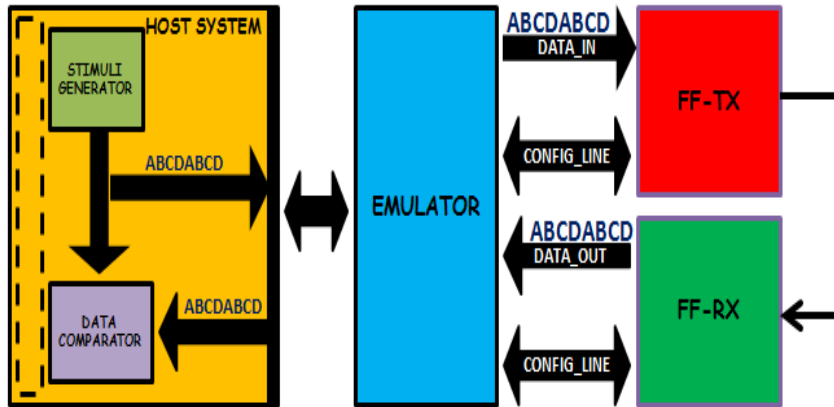 HOST SYSTEM
STIMULI
GENERATOR
ABCDABCD
DATA
COMPARATOR
ABCDABCD
EMULATOR
ABCDABCD
DATA_IN
CONFIG_LINE
ABCDABCD
DATA_OUT
CONFIG_LINE
FF-TX
FF-RX